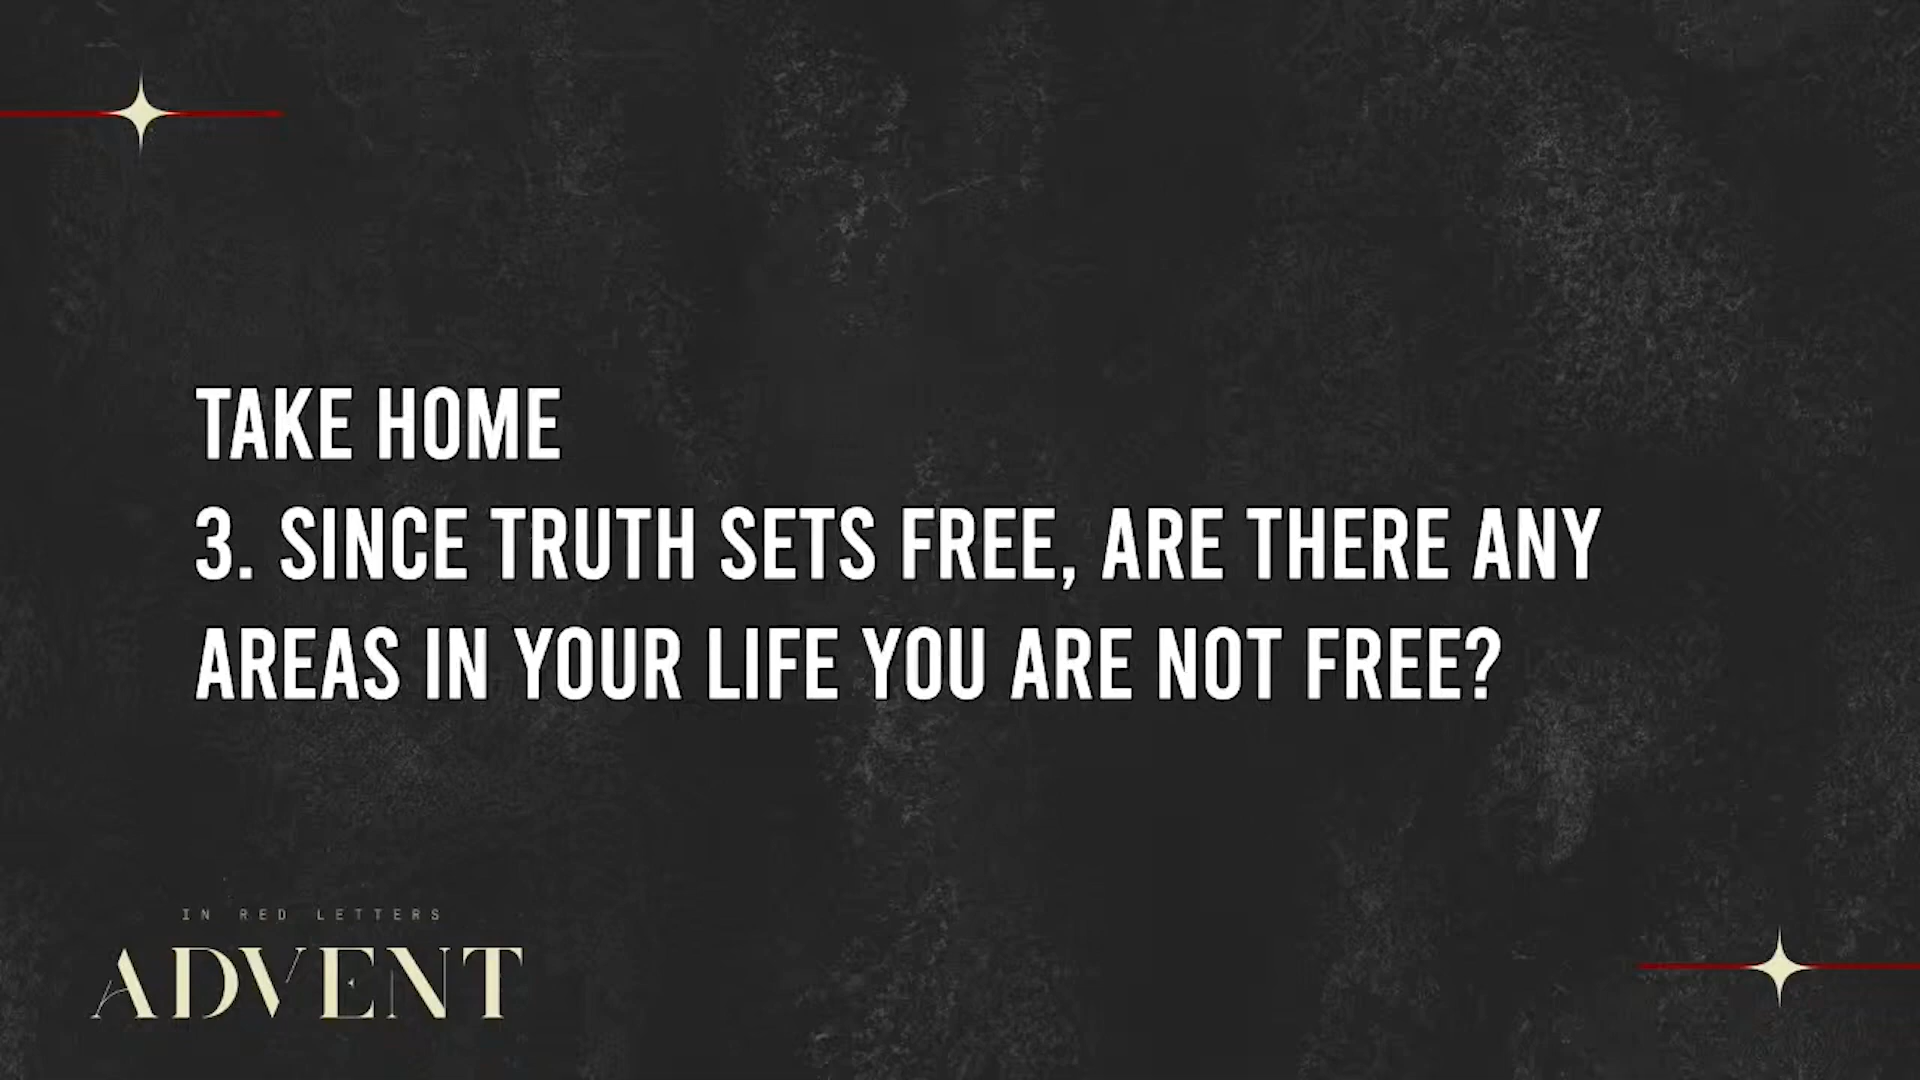 TAKE HOME
3. SINCE TRUTH SETS FREE, ARE THERE ANY
AREAS IN YOUR LIFE YOU ARE NOT FREE?
IN RED LETTERS
ADVENT